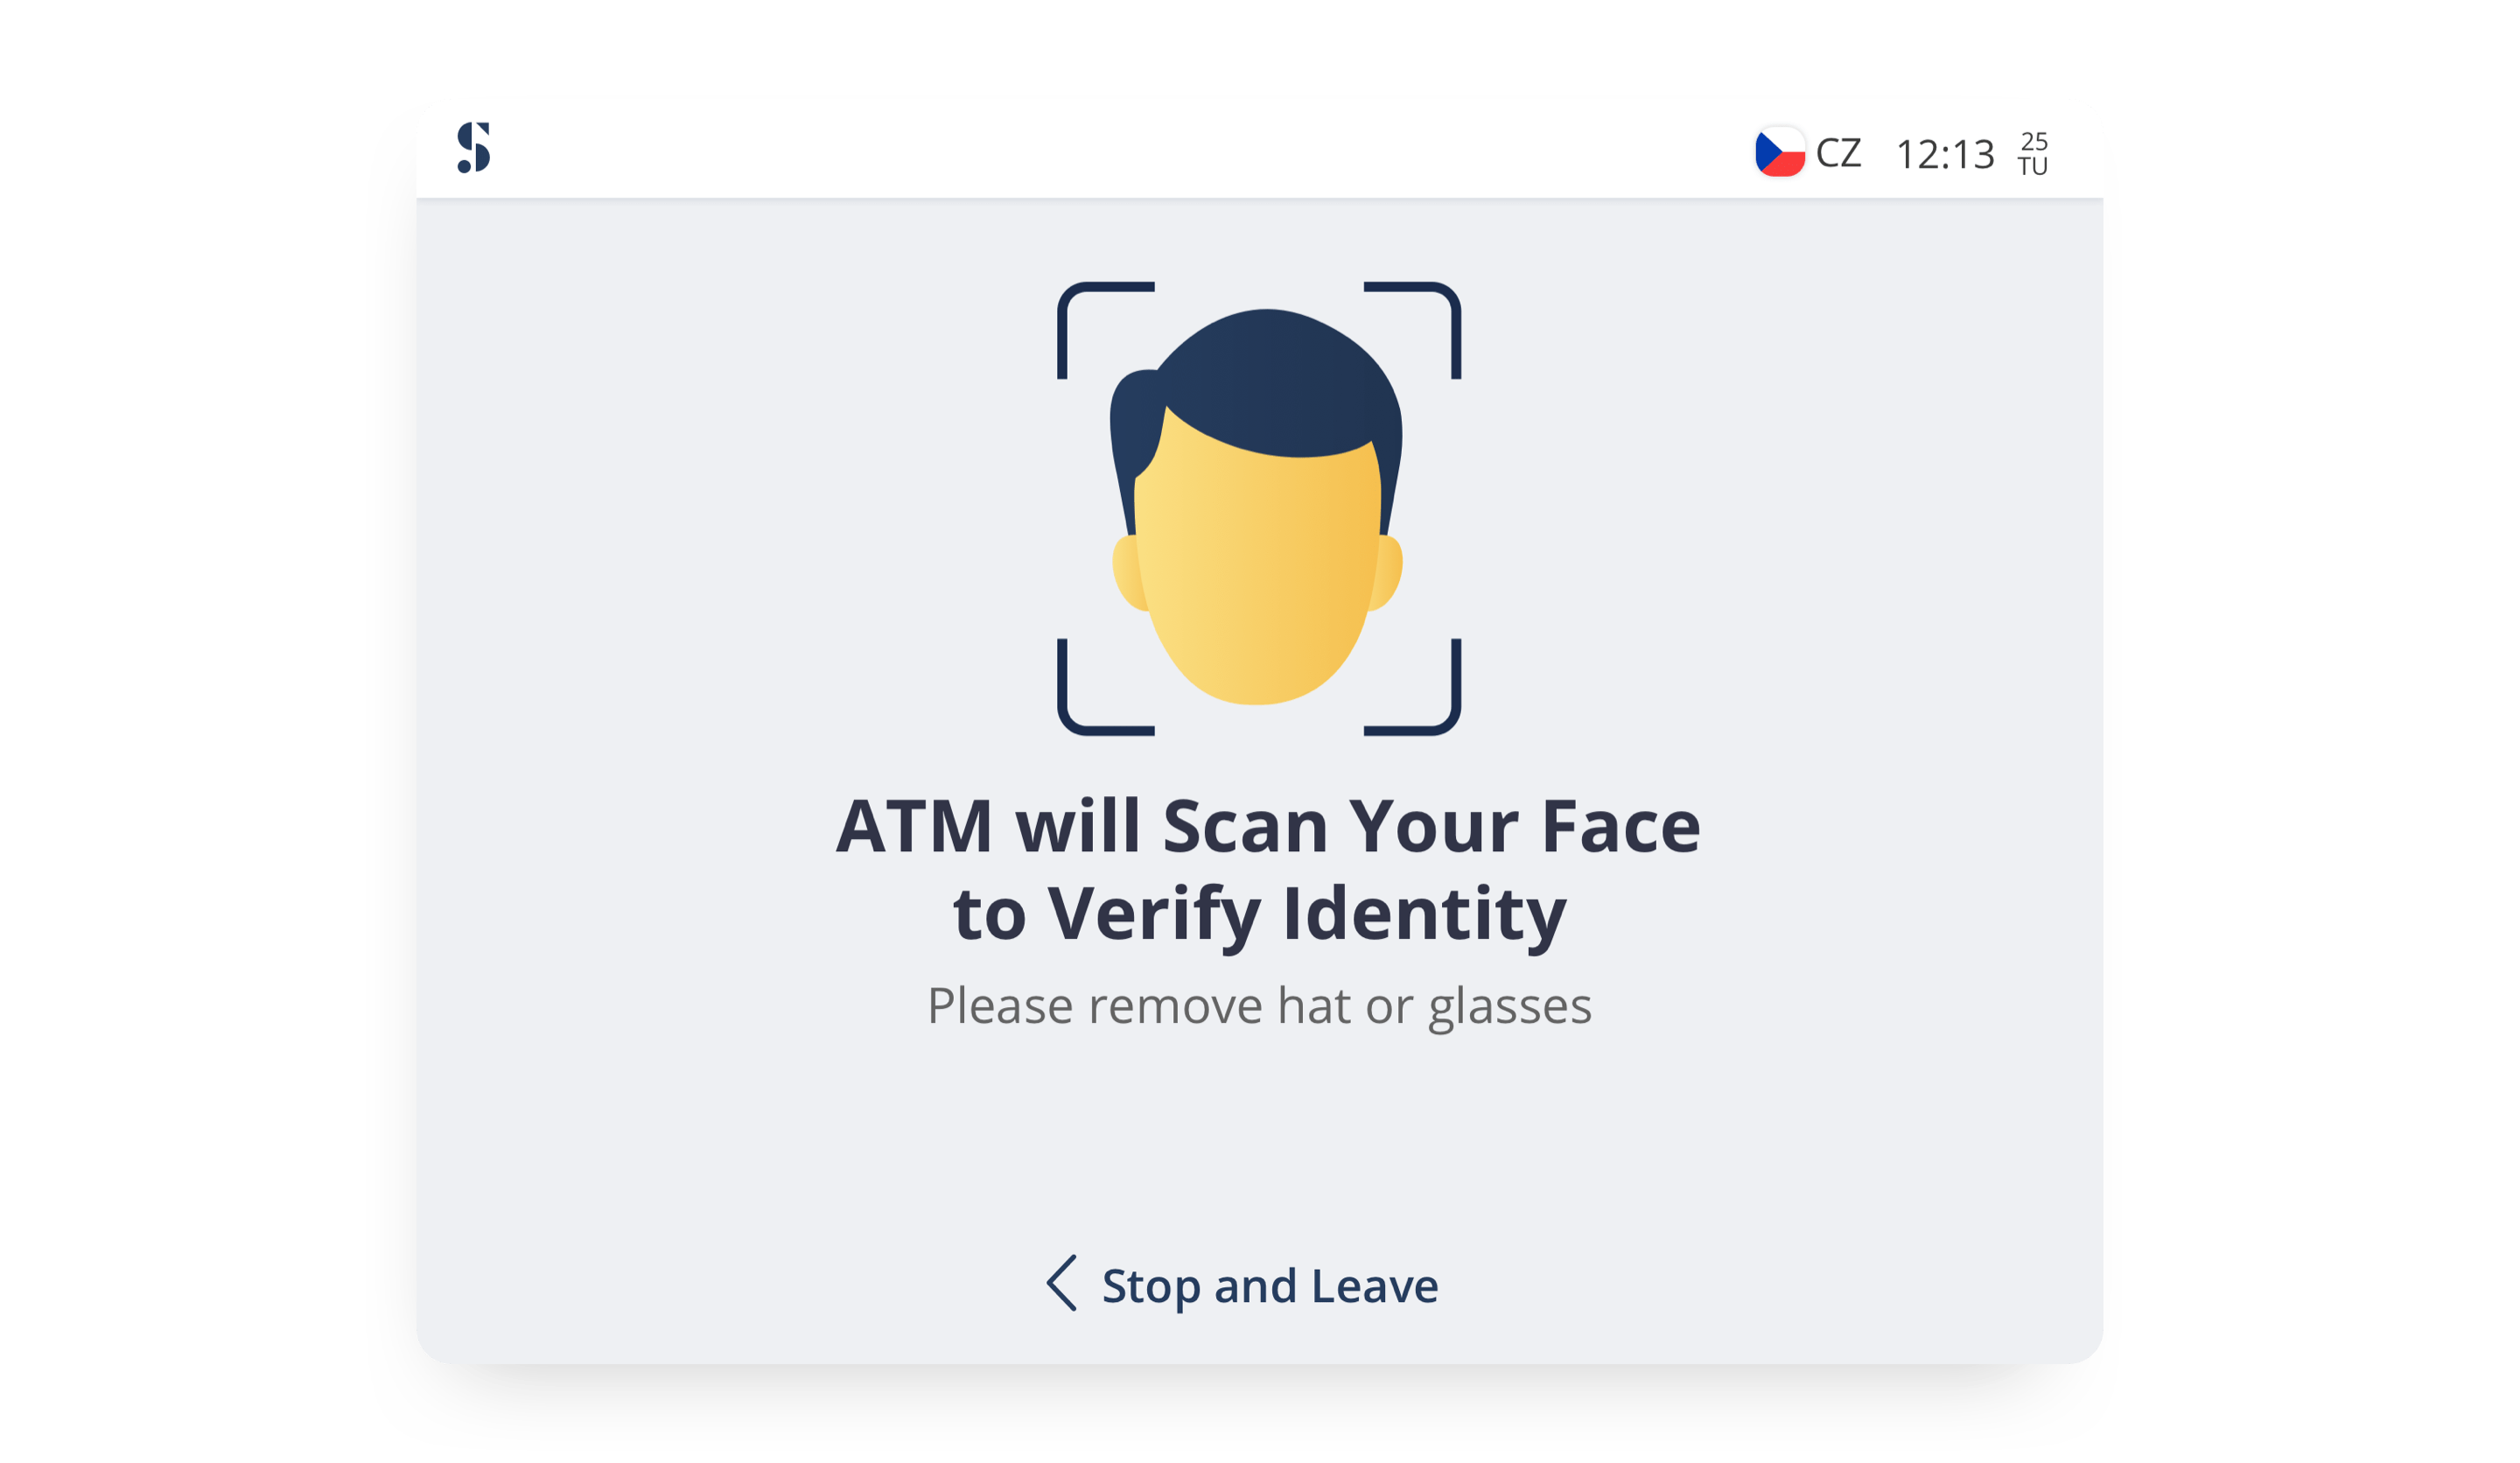 CZ 12:13 25
TU
ATM will Scan Your Face
to Verify Identity
Please remove hat or glasses
Stop and Leave